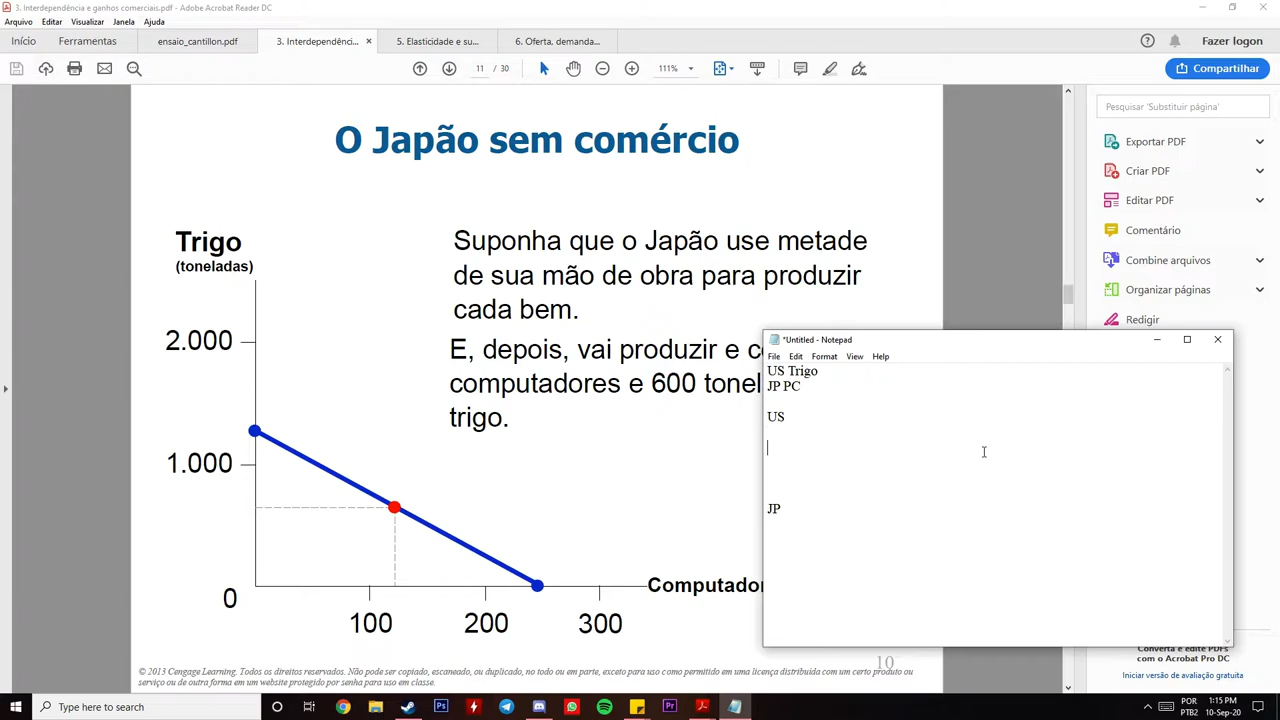 3. Interdependência e ganhos comerciais.pdf - Adobe Acrobat Reader DC
Arquivo Editar Visualizar Janela Ajuda
Início Ferramentas ensaio_cantillon.pdf 3. Interdependênci... × 5. Elasticidade e su... 6. Oferta, demanda... Fazer logon
11 / 30 111% Compartilhar
O Japão sem comércio
Trigo
(toneladas)
2.000
1.000
0
100 200 300
Computador
Suponha que o Japão use metade
de sua mão de obra para produzir
cada bem.
E, depois, vai produzir e c
computadores e 600 tonel
trigo.
© 2013 Cengage Learning. Todos os direitos reservados. Não pode ser copiado, escaneado, ou duplicado, no todo ou em parte, exceto para uso como permitido em uma licença distribuída com um certo produto ou
serviço ou de outra forma em um website protegido por senha para uso em classe.
10
Pesquisar 'Substituir página'
Exportar PDF
Criar PDF
Editar PDF
Comentário
Combine arquivos
Organizar páginas
Redigir
Converta e edite PDFs
com o Acrobat Pro DC
Iniciar versão de avaliação gratuita
*Untitled - Notepad
File Edit Format View Help
US Trigo
JP PC
US
JP
Type here to search
Ps
Pr
POR
PTB2
1:15 PM
10-Sep-20